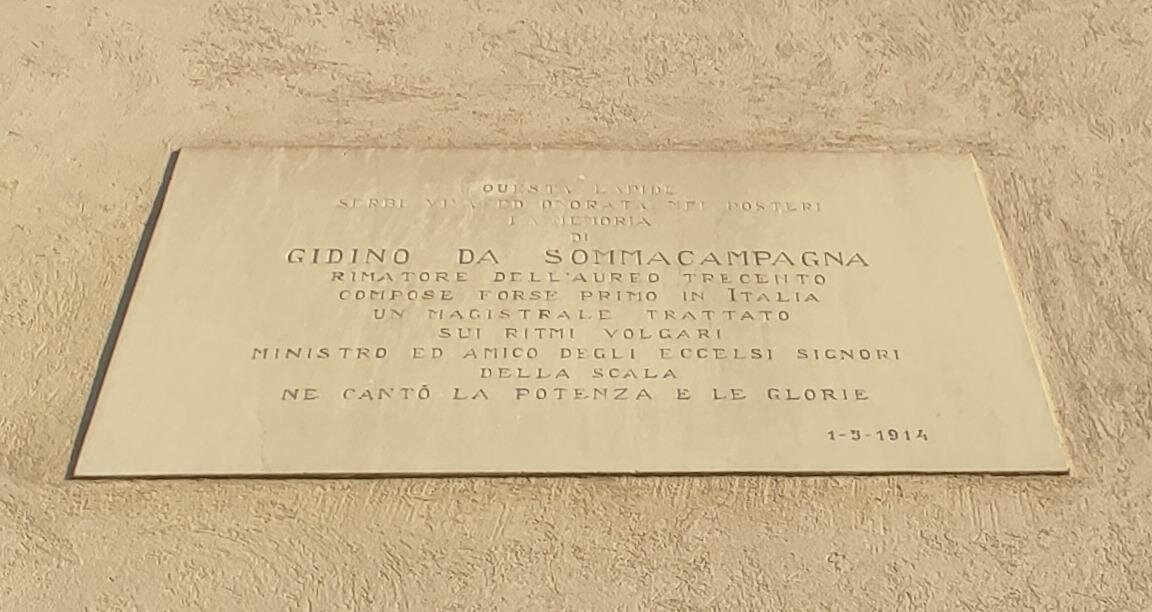 QUESTA LAPIDE
SERBI VIVA ED ONORATA NEI POSTERI
LA MEMORIA
DI
GIDINO DA SOMMACAMPAGNA
RIMATORE DELL'AUREO TRECENTO
COMPOSE FORSE PRIMO IN ITALIA
UN MAGISTRALE TRATTATO
SUI RITMI VOLGARI
MINISTRO ED AMICO DEGLI ECCELSI SIGNORI
DELLA SCALA
NE CANTÒ LA POTENZA E LE GLORIE
1-3-1914